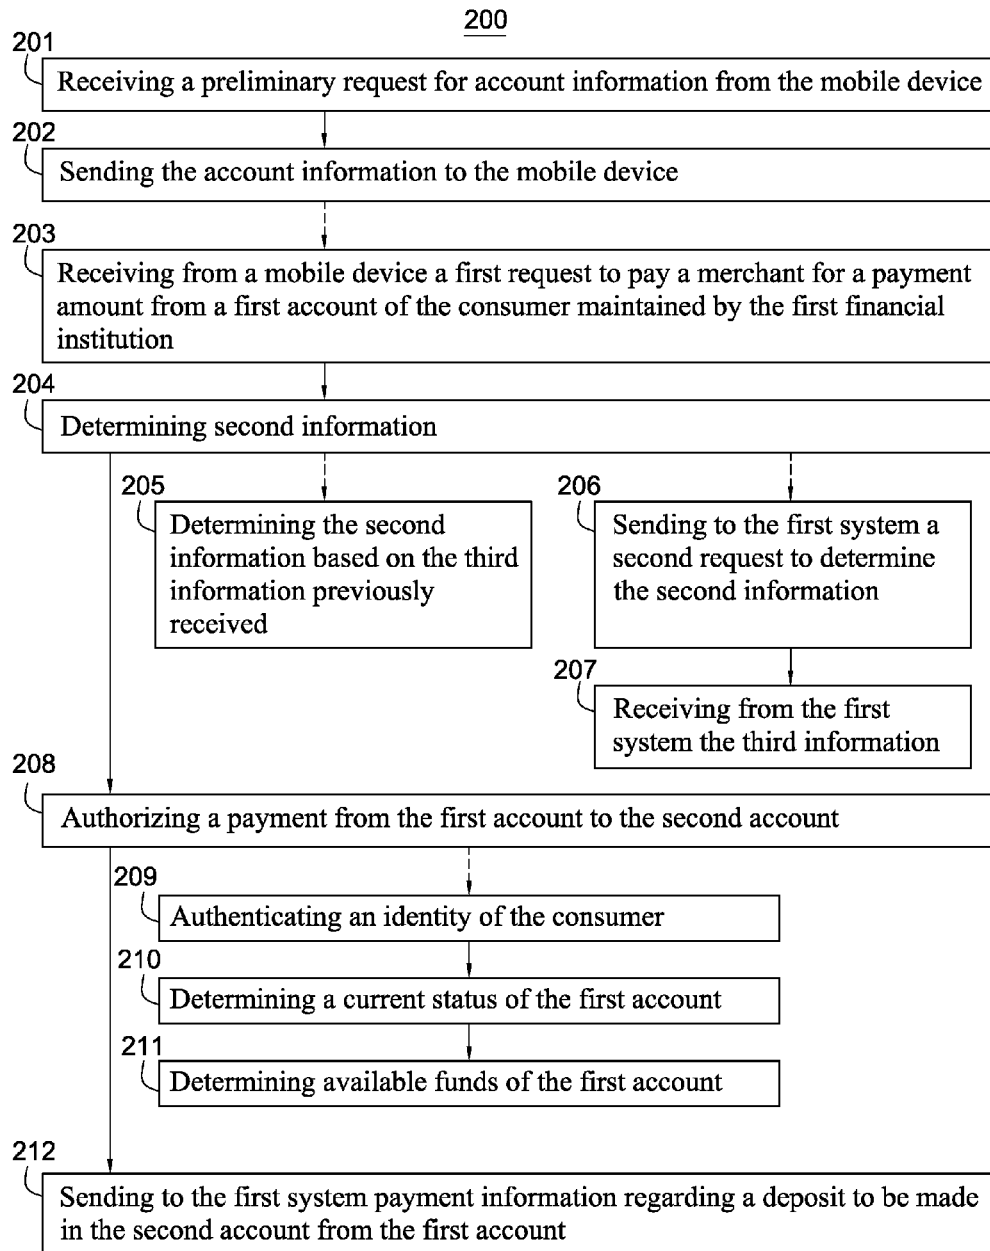 200
201
Receiving a preliminary request for account information from the mobile device
202
Sending the account information to the mobile device
203
Receiving from a mobile device a first request to pay a merchant for a payment
amount from a first account of the consumer maintained by the first financial
institution
204
Determining second information
205
Determining the second
information based on the third
information previously
received
206
Sending to the first system a
second request to determine
the second information
207
Receiving from the first
system the third information
208
Authorizing a payment from the first account to the second account
209
Authenticating an identity of the consumer
210
Determining a current status of the first account
211
Determining available funds of the first account
212
Sending to the first system payment information regarding a deposit to be made
in the second account from the first account